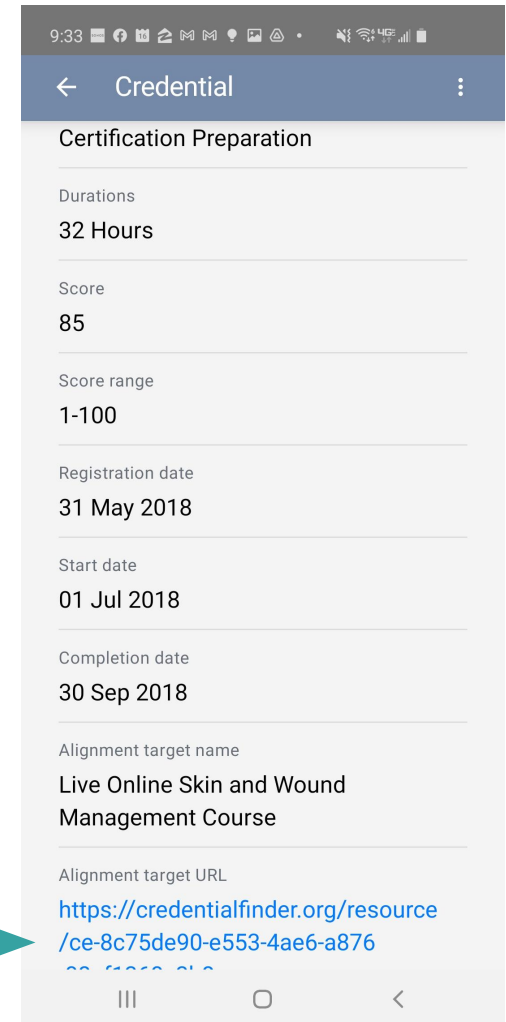 9:33
Credential
Certification Preparation
Durations
32 Hours
Score
85
Score range
1-100
Registration date
31 May 2018
Start date
01 Jul 2018
Completion date
30 Sep 2018
Alignment target name
Live Online Skin and Wound
Management Course
Alignment target URL
https://credentialfinder.org/resource
/ce-8c75de90-e553-4ae6-a876